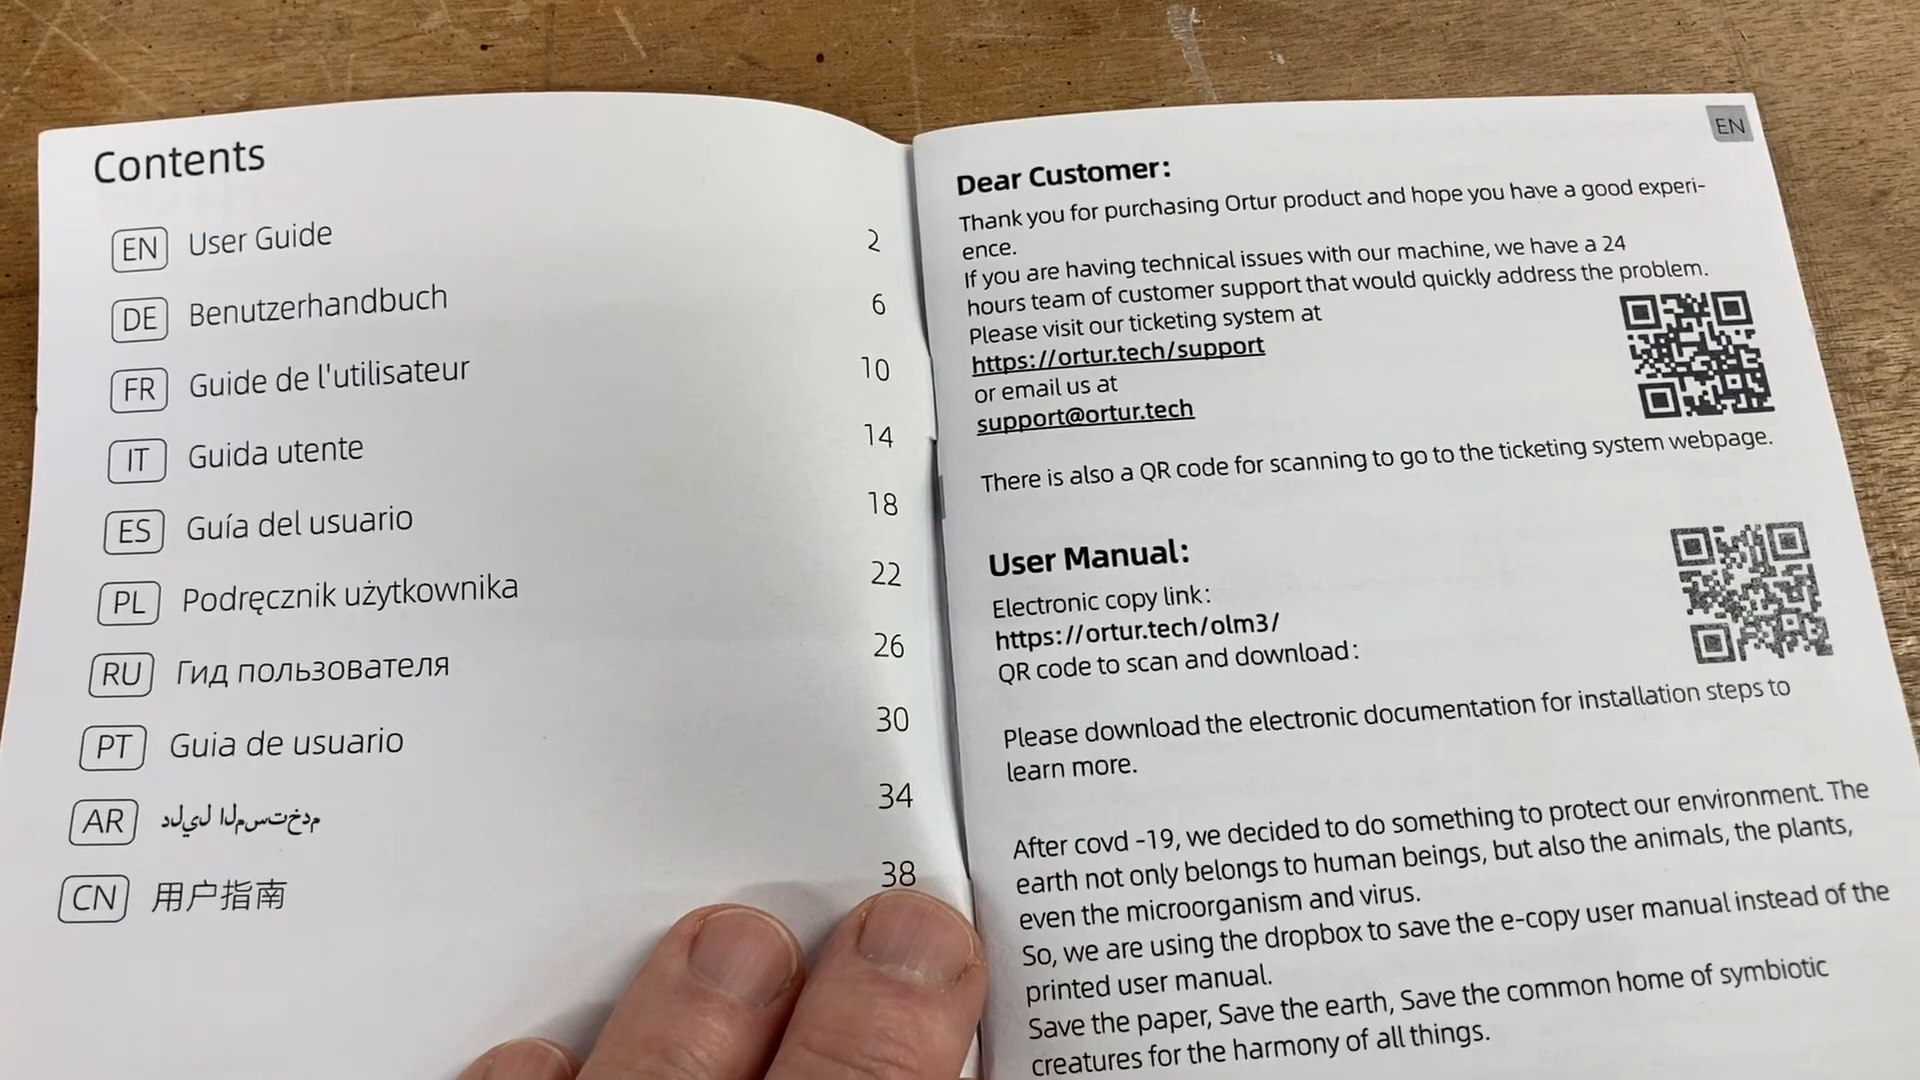 Contents
EN User Guide 2
DE Benutzerhandbuch 6
FR Guide de l'utilisateur 10
IT Guida utente 14
ES Guía del usuario 18
PL Podręcznik użytkownika 22
RU Гид пользователя 26
PT Guia de usuario 30
AR دليل المستخدم 34
CN 用户指南 38
EN
Dear Customer:
Thank you for purchasing Ortur product and hope you have a good experi-
ence.
If you are having technical issues with our machine, we have a 24
hours team of customer support that would quickly address the problem.
Please visit our ticketing system at
https://ortur.tech/support
or email us at
support@ortur.tech
There is also a QR code for scanning to go to the ticketing system webpage.
User Manual:
Electronic copy link:
https://ortur.tech/olm3/
QR code to scan and download:
Please download the electronic documentation for installation steps to
learn more.
After covd -19, we decided to do something to protect our environment. The
earth not only belongs to human beings, but also the animals, the plants,
even the microorganism and virus.
So, we are using the dropbox to save the e-copy user manual instead of the
printed user manual.
Save the paper, Save the earth, Save the common home of symbiotic
creatures for the harmony of all things.